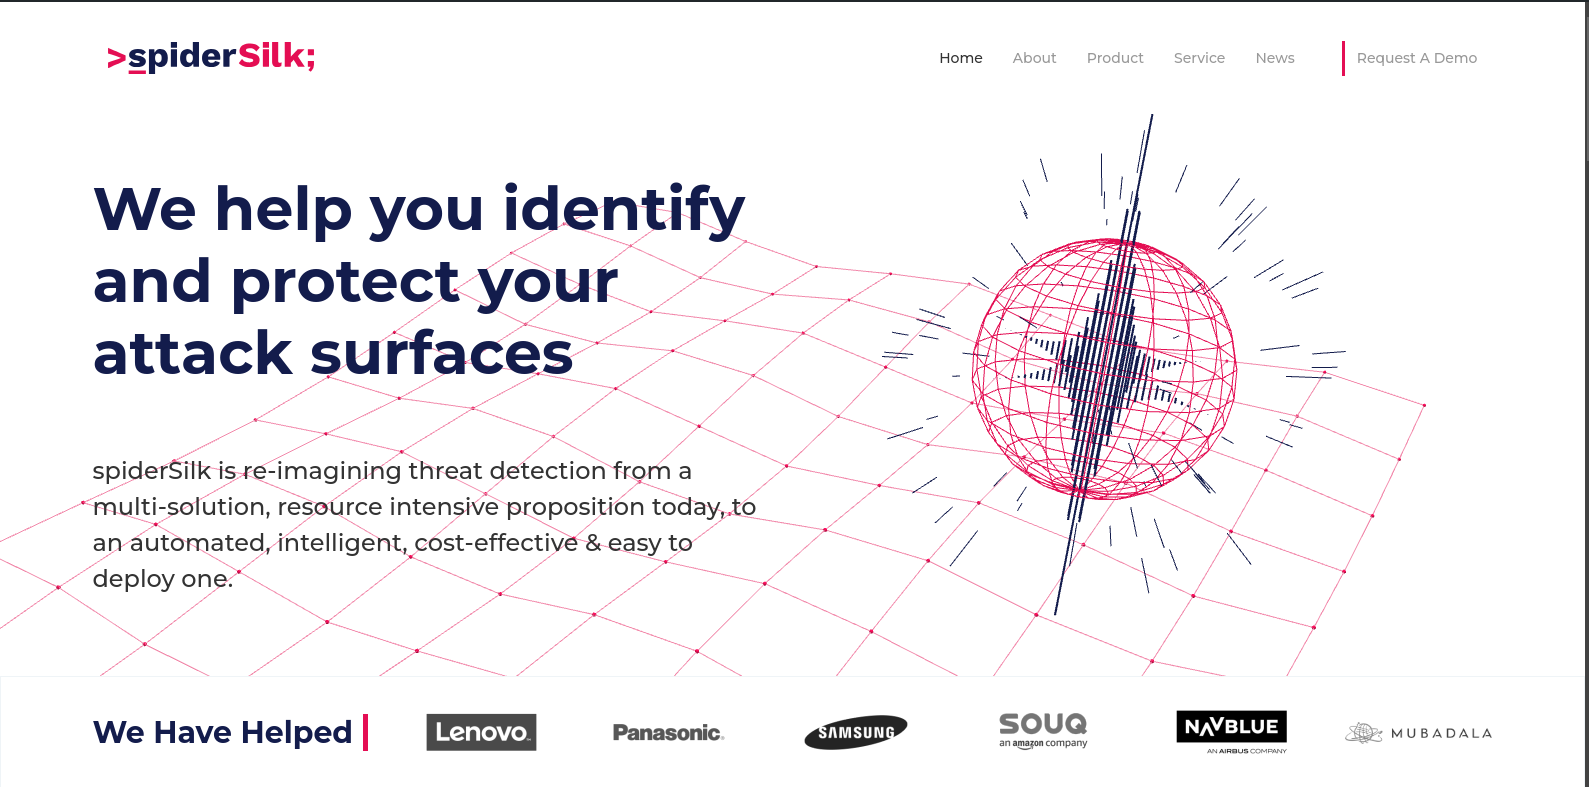 >spiderSilk;
Home About Product Service News Request A Demo
We help you identify
and protect your
attack surfaces
spiderSilk is re-imagining threat detection from a
multi-solution, resource intensive proposition today, to
an automated, intelligent, cost-effective & easy to
deploy one.
We Have Helped
Lenovo
Panasonic
SAMSUNG
SOUQ
an amazon company
NAVBLUE
AN AIRBUS COMPANY
MUBADALA